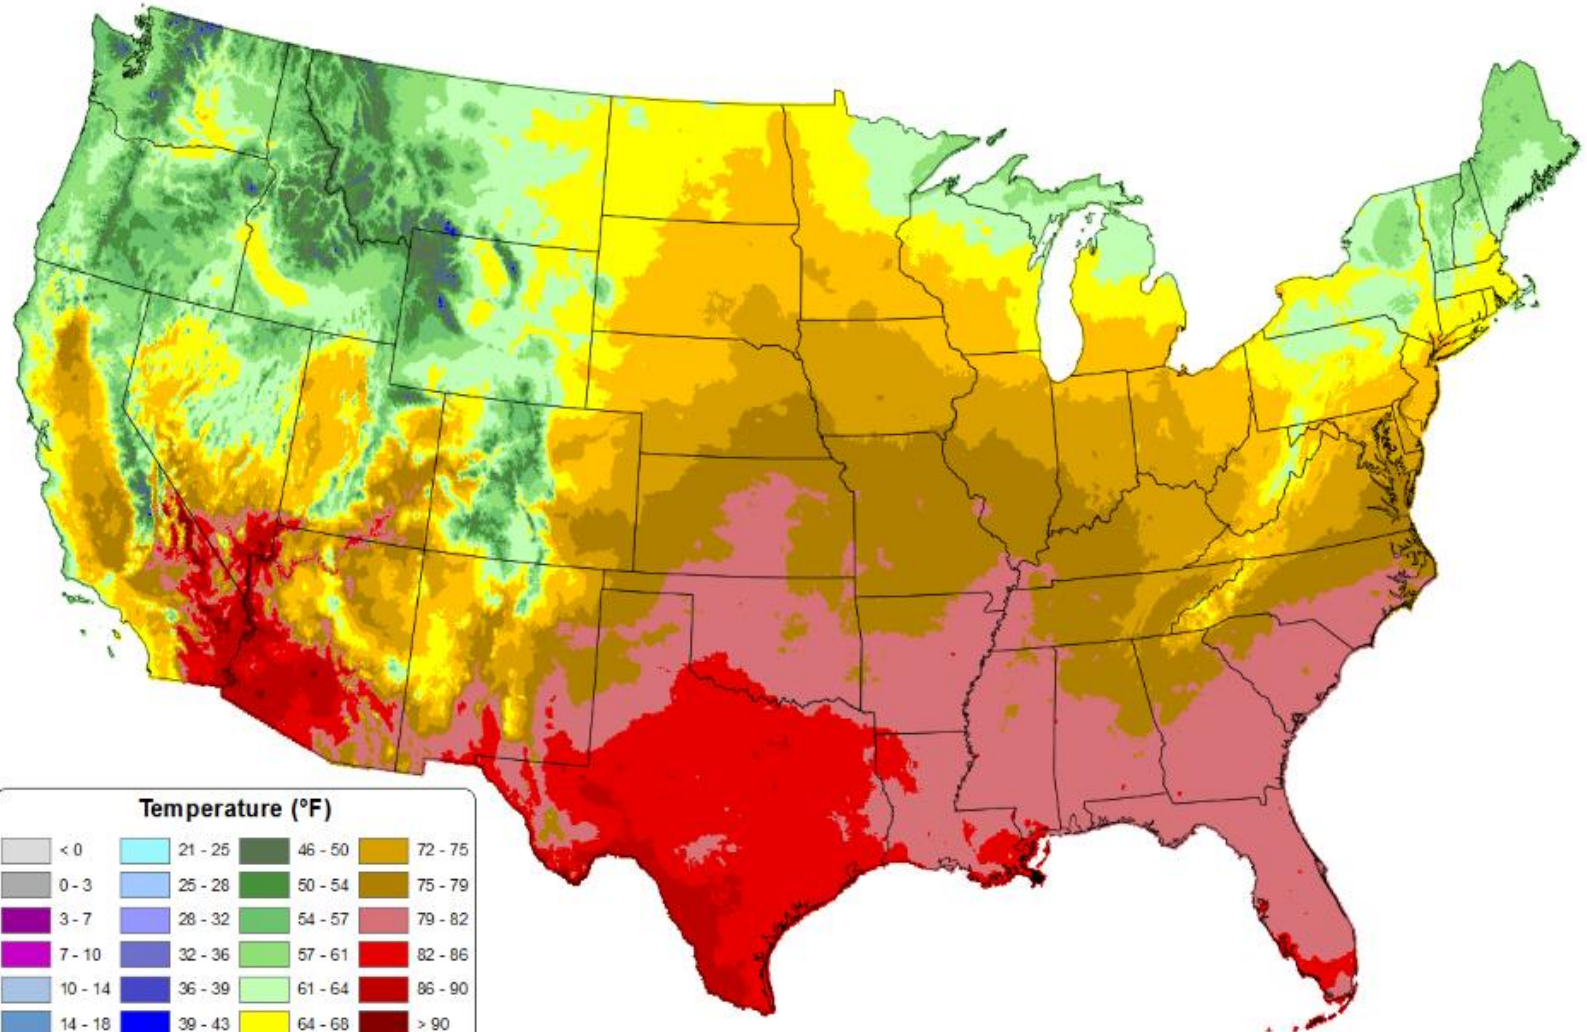 Temperature (ºF)
< 0 21 - 25 46 - 50 72 - 75
0 - 3 25 - 28 50 - 54 75 - 79
3 - 7 28 - 32 54 - 57 79 - 82
7 - 10 32 - 36 57 - 61 82 - 86
10 - 14 36 - 39 61 - 64 86 - 90
14 - 18 39 - 43 64 - 68 > 90